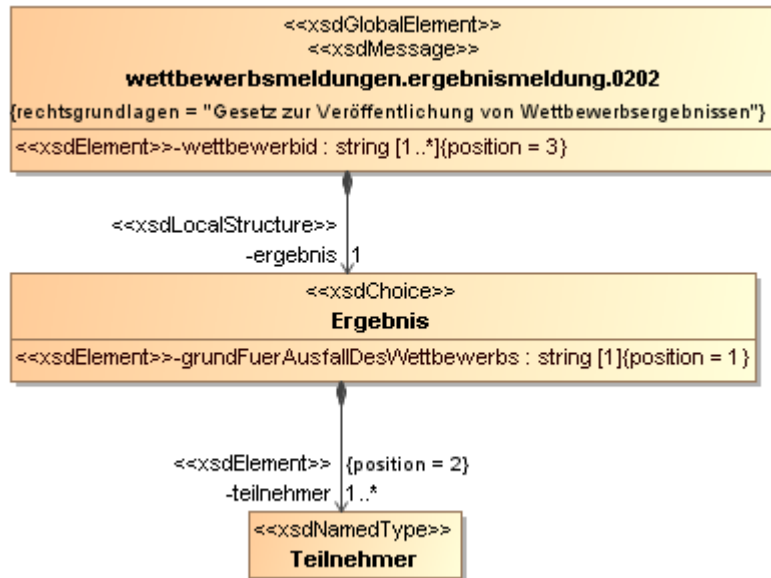 <<xsdGlobalElement>>
<<xsdMessage>>
wettbewerbsmeldungen.ergebnismeldung.0202
{rechtsgrundlagen = "Gesetz zur Veröffentlichung von Wettbewerbsergebnissen"}
<<xsdElement>>-wettbewerbid : string [1..*]{position = 3}
<<xsdLocalStructure>>
-ergebnis 1
<<xsdChoice>>
Ergebnis
<<xsdElement>>-grundFuerAusfallDesWettbewerbs : string [1]{position = 1}
<<xsdElement>> {position = 2}
-teilnehmer 1..*
<<xsdNamedType>>
Teilnehmer